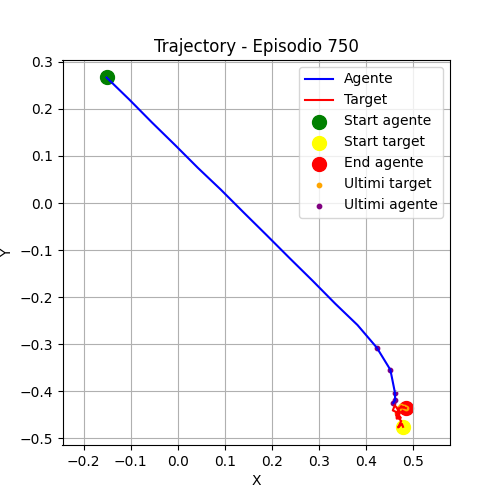 Trajectory - Episodio 750
0.3
0.2
0.1
0.0
−0.1
−0.2
−0.3
−0.4
−0.5
Y
Agente
Target
Start agente
Start target
End agente
Ultimi target
Ultimi agente
−0.2 −0.1 0.0 0.1 0.2 0.3 0.4 0.5
X